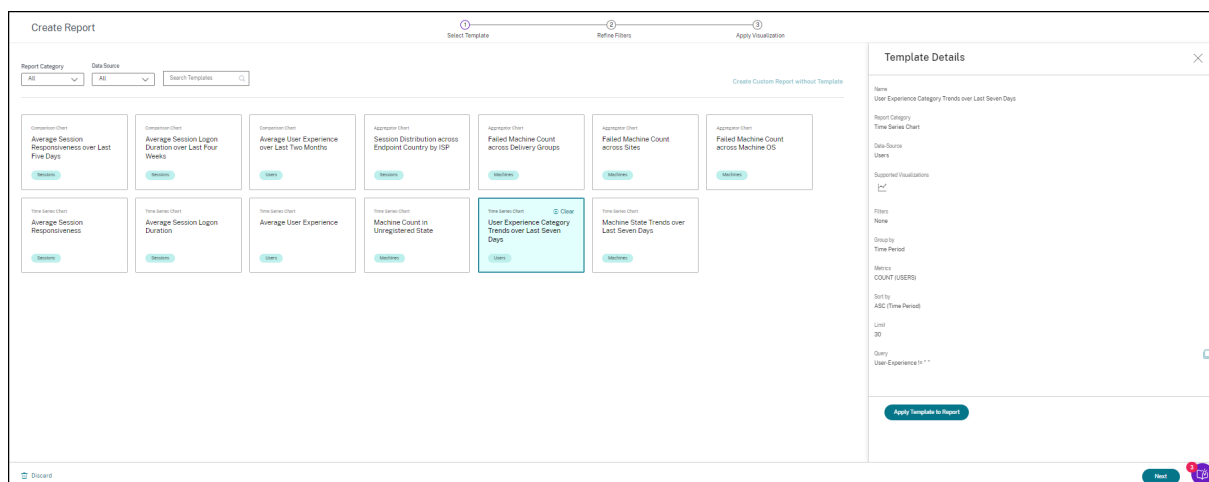 Create Report
1
2
3
Select Template
Refine Filters
Apply Visualization
Report Category
Data Source
All
All
Search Templates
Create Custom Report without Template
Comparison Chart
Average Session
Responsiveness over Last
Five Days
Sessions
Comparison Chart
Average Session Logon
Duration over Last Four
Weeks
Sessions
Comparison Chart
Average User Experience
over Last Two Months
Users
Aggregator Chart
Session Distribution across
Endpoint Country by ISP
Sessions
Aggregator Chart
Failed Machine Count
across Delivery Groups
Machines
Aggregator Chart
Failed Machine Count
across Sites
Machines
Aggregator Chart
Failed Machine Count
across Machine OS
Machines
Time Series Chart
Average Session
Responsiveness
Sessions
Time Series Chart
Average Session Logon
Duration
Sessions
Time Series Chart
Average User Experience
Users
Time Series Chart
Machine Count in
Unregistered State
Machines
Time Series Chart
Clear
User Experience Category
Trends over Last Seven
Days
Users
Time Series Chart
Machine State Trends over
Last Seven Days
Machines
Template Details
Name
User Experience Category Trends over Last Seven Days
Report Category
Time Series Chart
Data-Source
Users
Supported Visualizations
Filters
None
Group by
Time Period
Metrics
COUNT (USERS)
Sort by
ASC (Time Period)
Limit
30
Query
User-Experience != " "
Apply Template to Report
Discard
Next
3